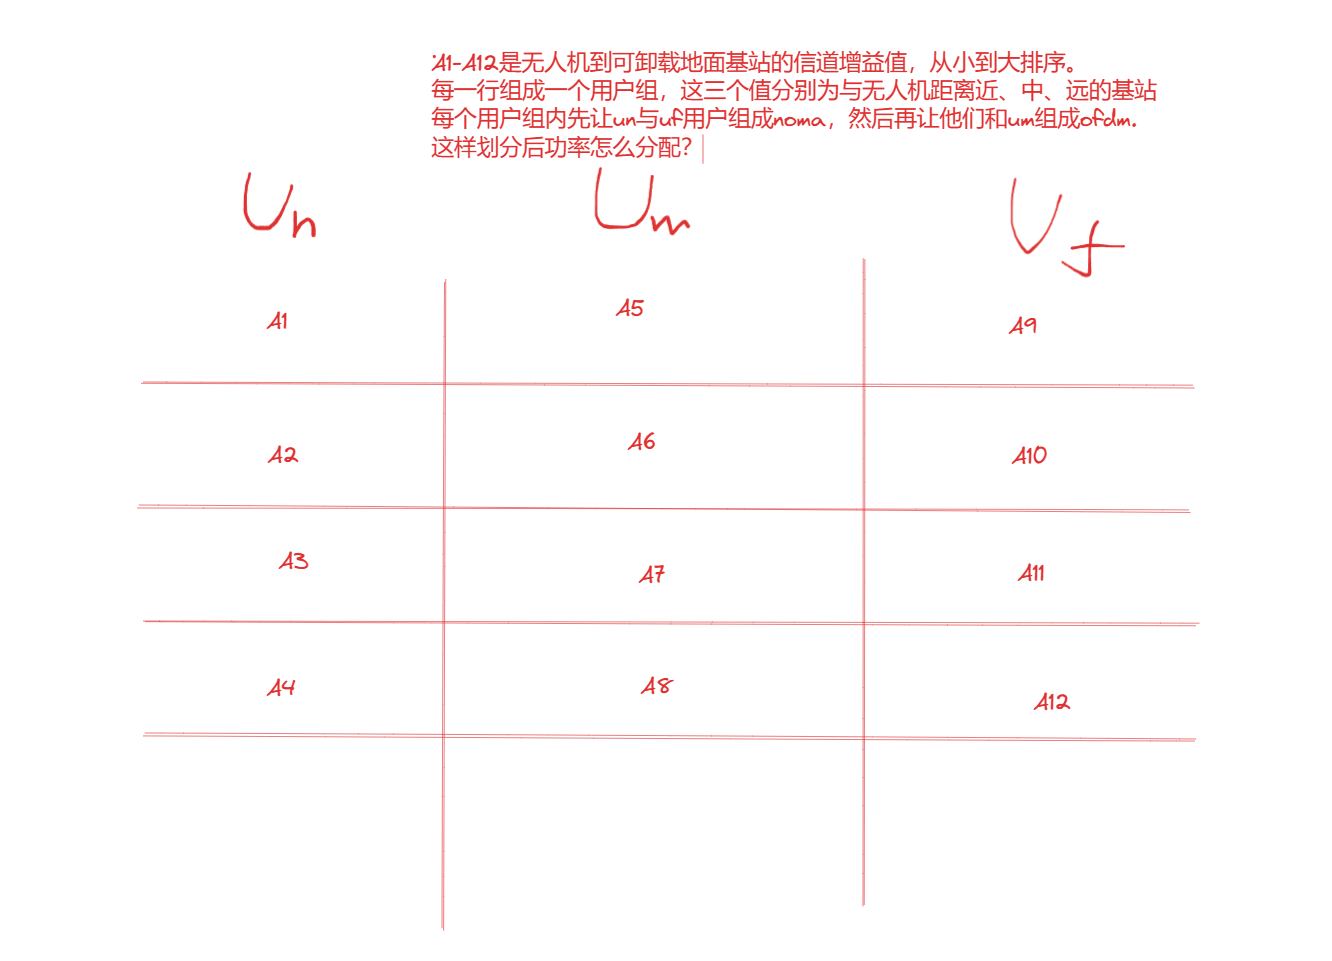 A1-A12是无人机到可卸载地面基站的信道增益值，从小到大排序。
每一行组成一个用户组，这三个值分别为与无人机距离近、中、远的基站
每个用户组内先让un与uf用户组成noma，然后再让他们和um组成ofdm.
这样划分后功率怎么分配？
Un Um Uf
A1 A5 A9
A2 A6 A10
A3 A7 A11
A4 A8 A12